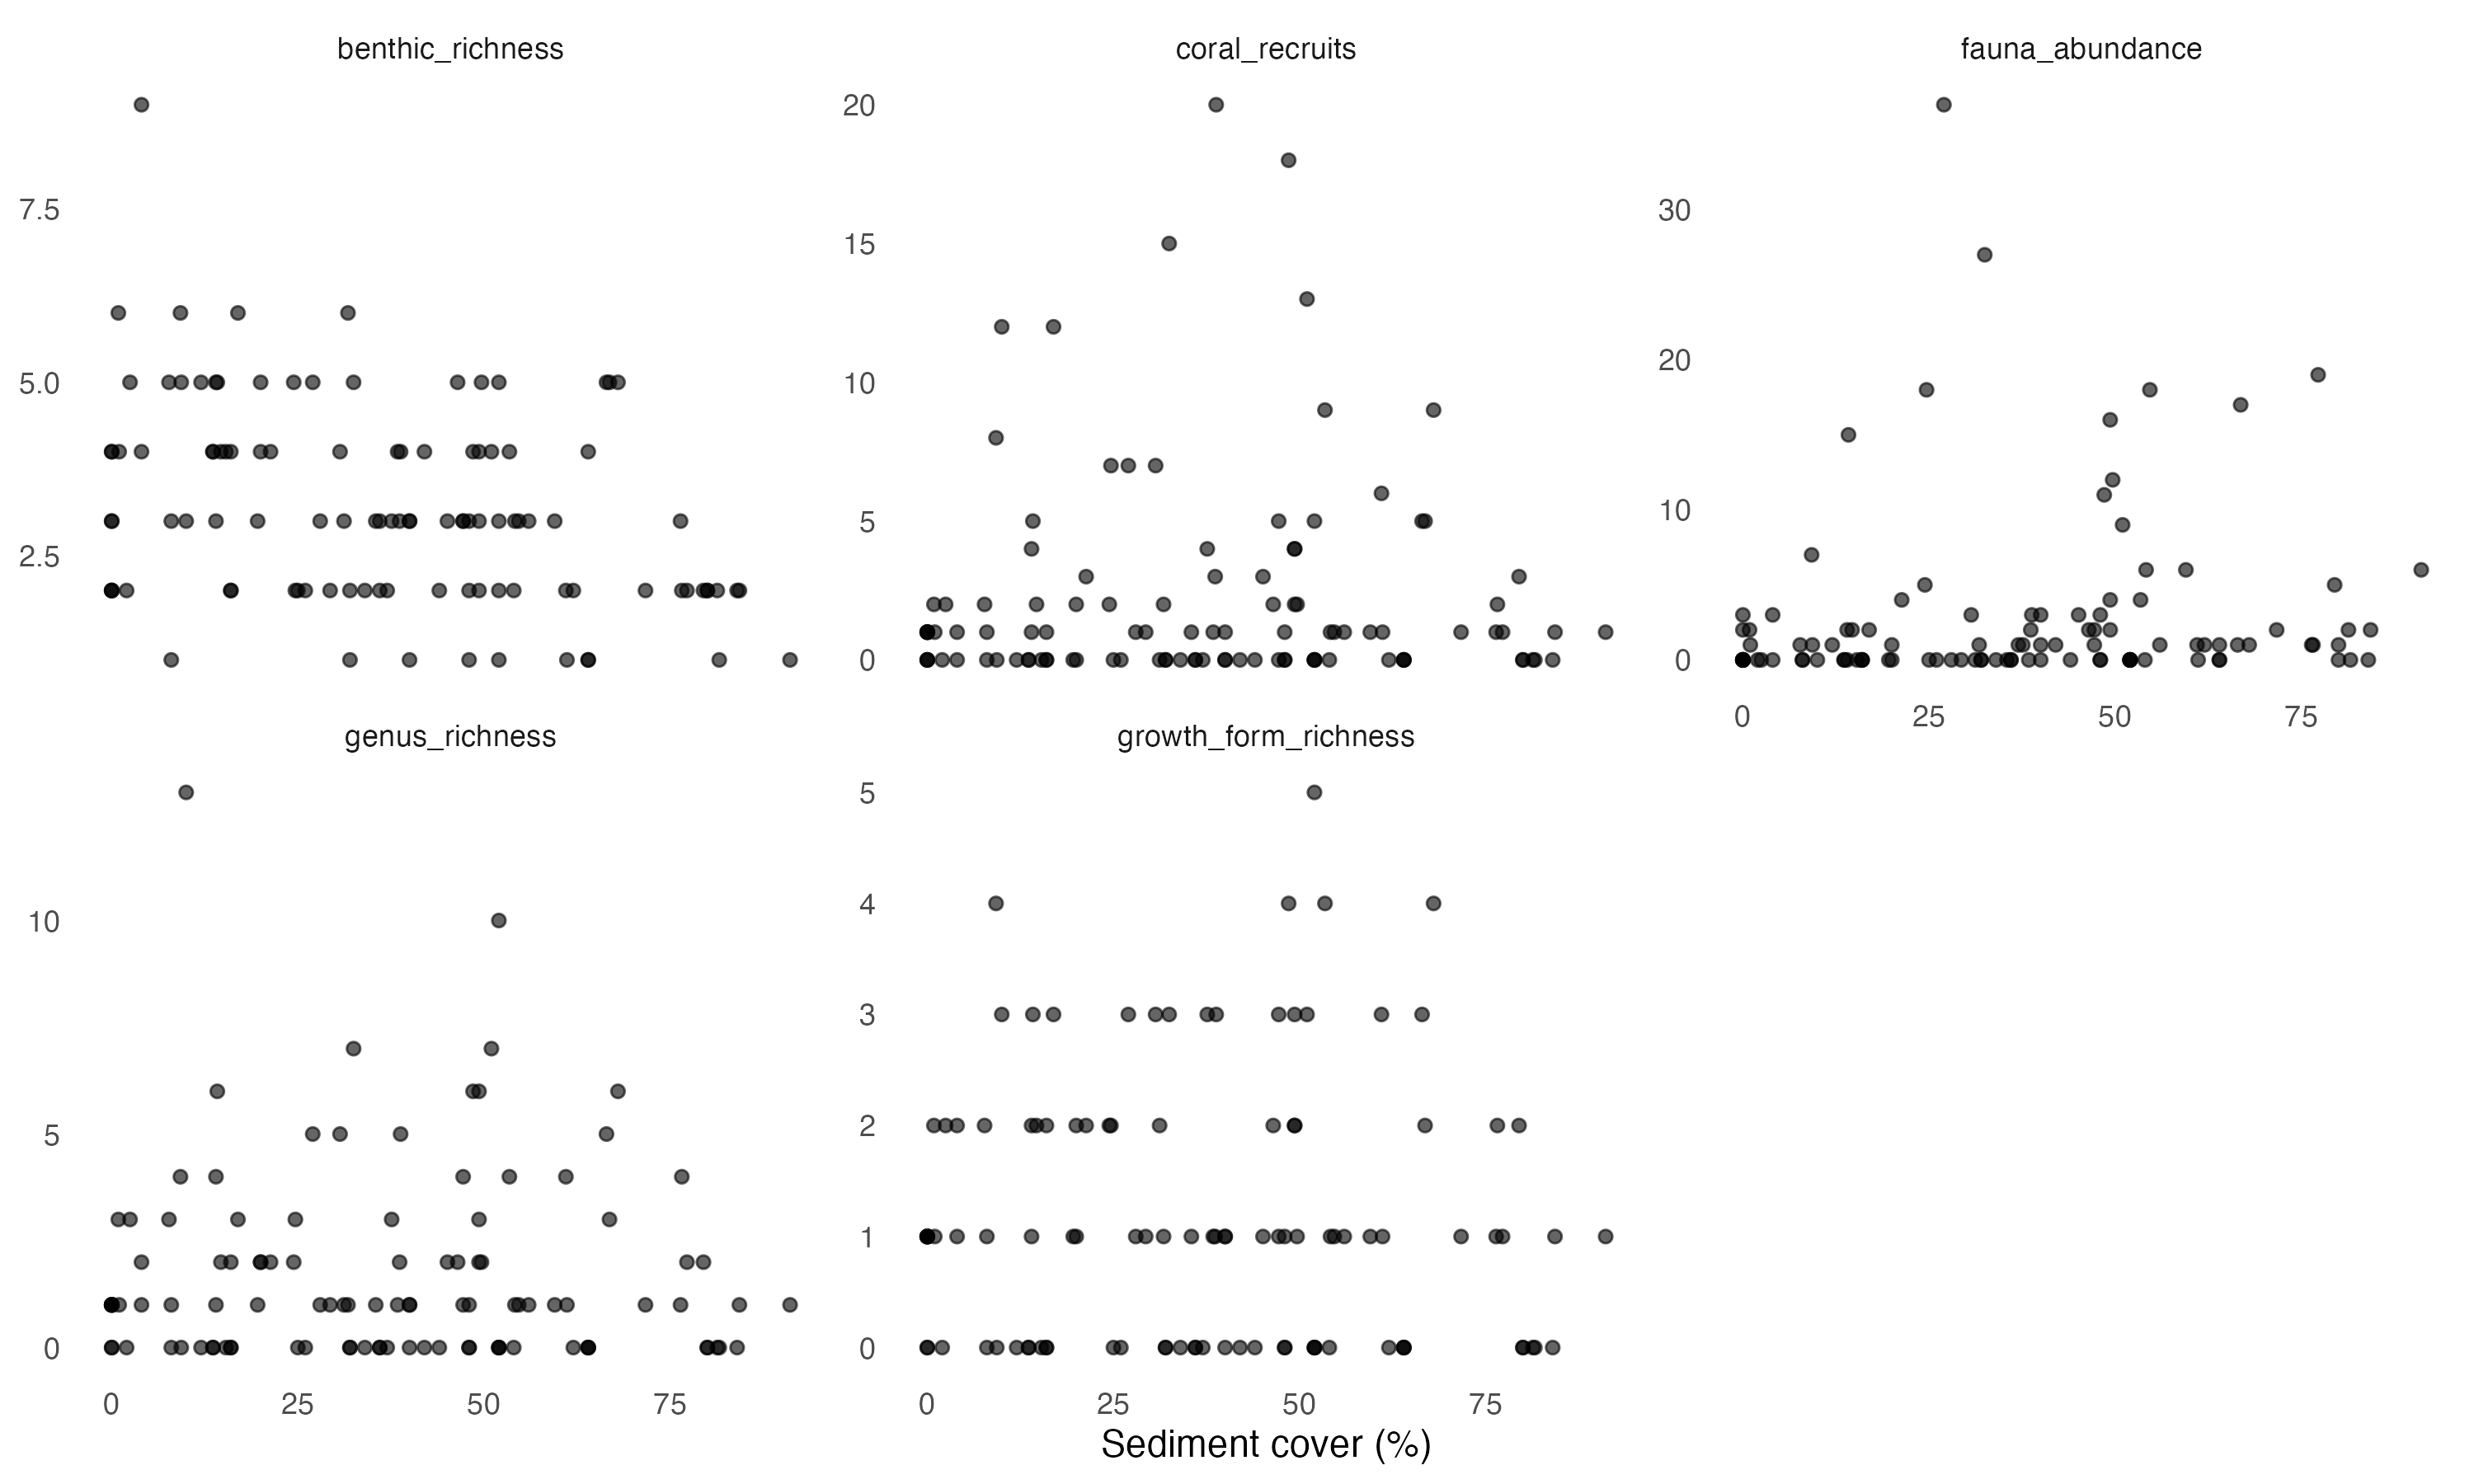 benthic_richness
coral_recruits
fauna_abundance
7.5
5.0
2.5
20
15
10
5
0
30
20
10
0
0 25 50 75
genus_richness
growth_form_richness
10
5
0
5
4
3
2
1
0
0 25 50 75
0 25 50 75
Sediment cover (%)